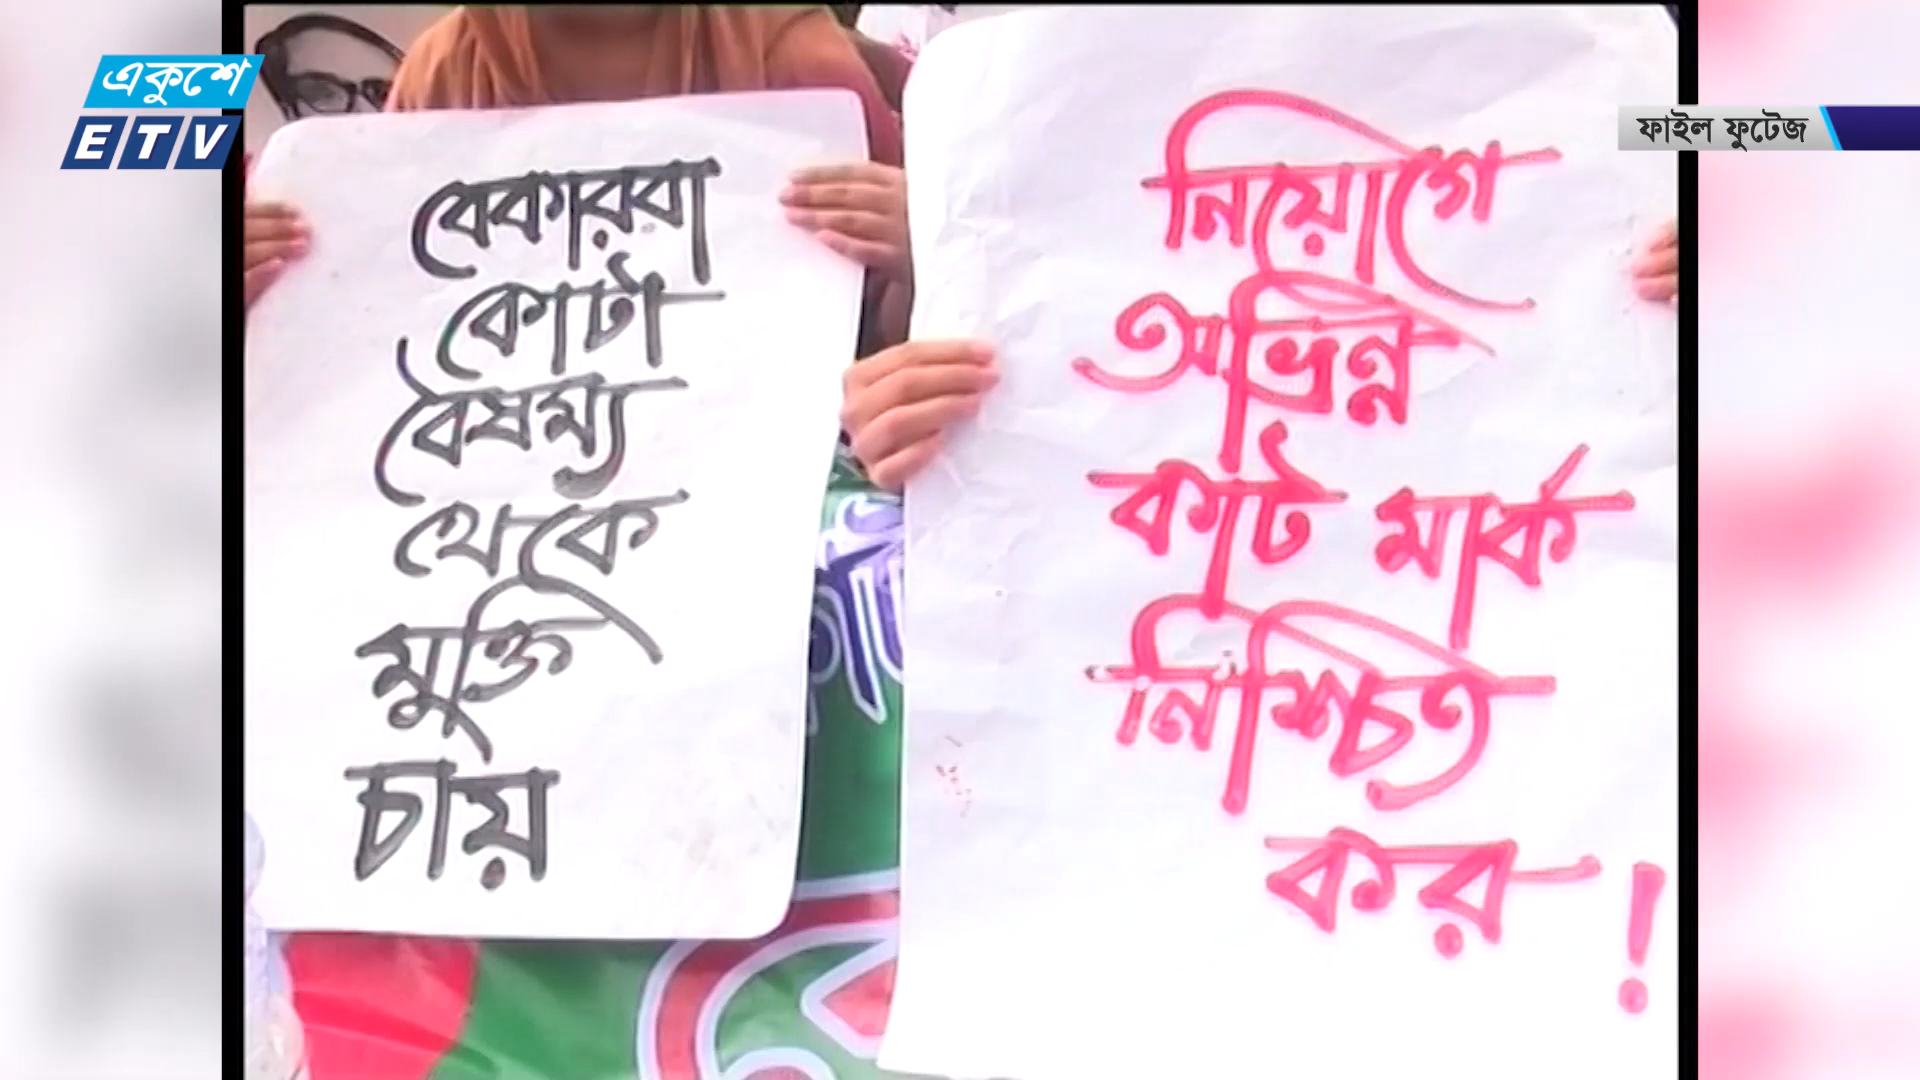 একুশে
ETV
ফাইল ফুটেজ
বেকাররা
কোটা
বৈষম্য
থেকে
মুক্তি
চায়
নিয়োগে
অভিন্ন
কাট মার্ক
নিশ্চিত
কর!